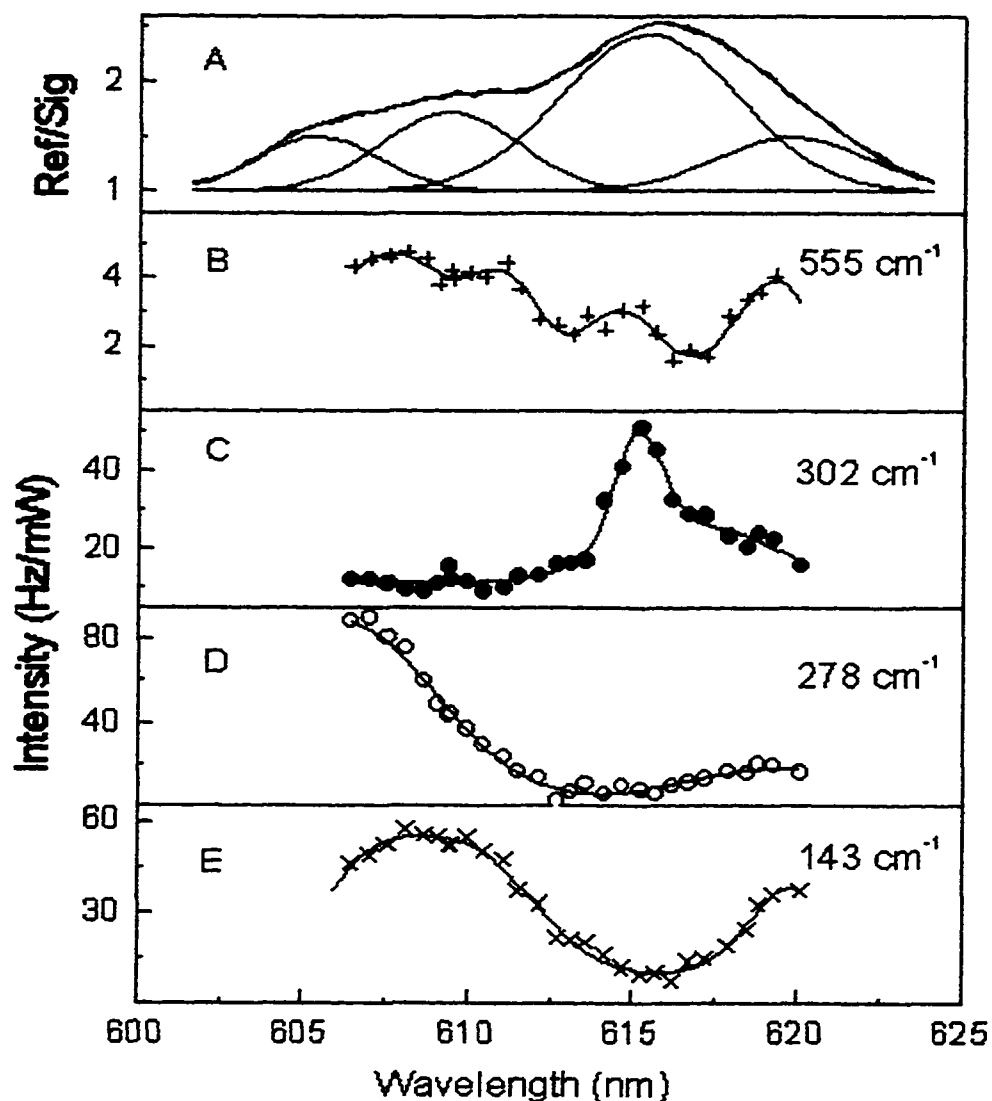 Ref/Sig
A
2
1
B
555 cm⁻¹
4
2
Intensity (Hz/mW)
C
302 cm⁻¹
40
20
D
278 cm⁻¹
80
40
E
143 cm⁻¹
60
30
600 605 610 615 620 625
Wavelength (nm)